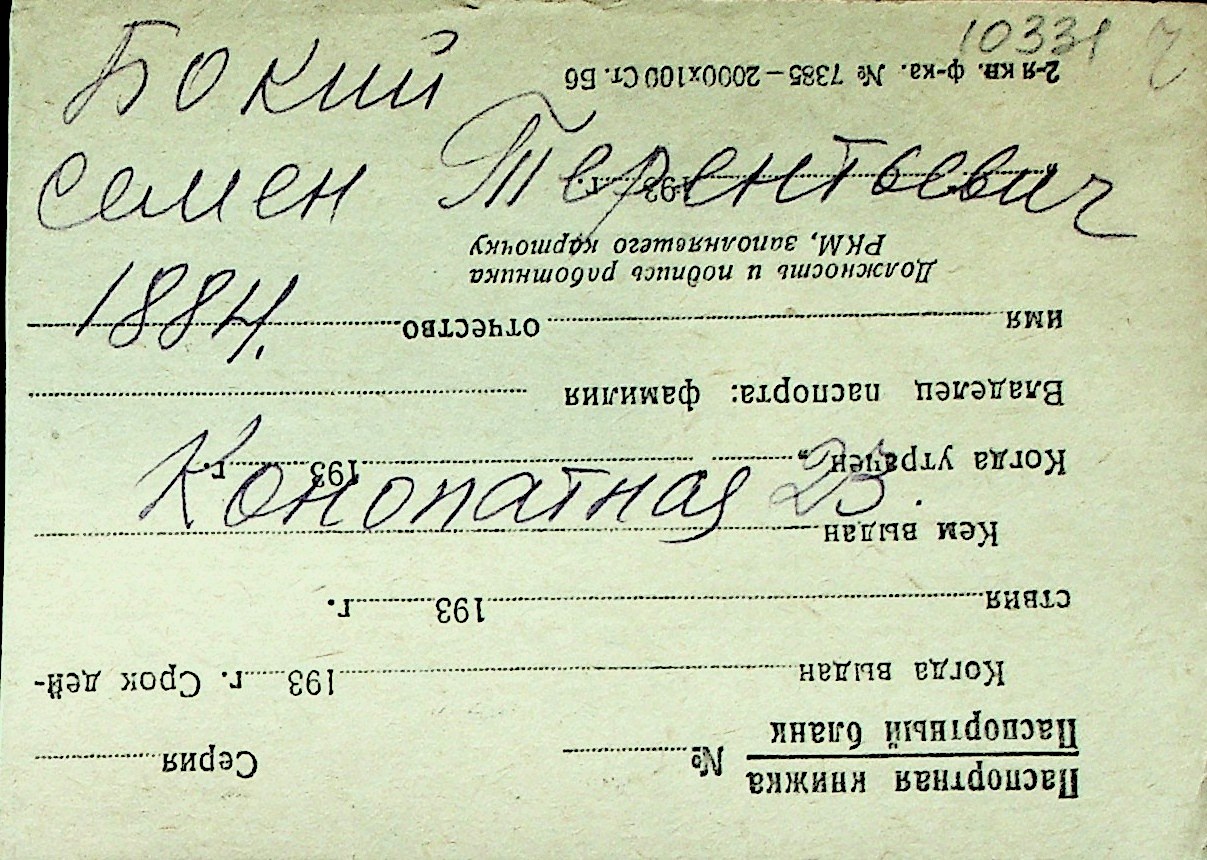 10331
Бокий
Семен Терентьевич
1884.
Конопатная 23.
Паспортная книжка
Паспортный бланк № Серия
Когда выдан 193 г. Срок дей-
ствия 193 г.
Кем выдан
Когда утрачен „ 193 г.
Владелец паспорта: фамилия
имя отчество
Должность и подпись работника
РКМ, заполнявшего карточку
193 г.
2-я кв. ф-ка. № 7385—2000х100 Ст. Б6